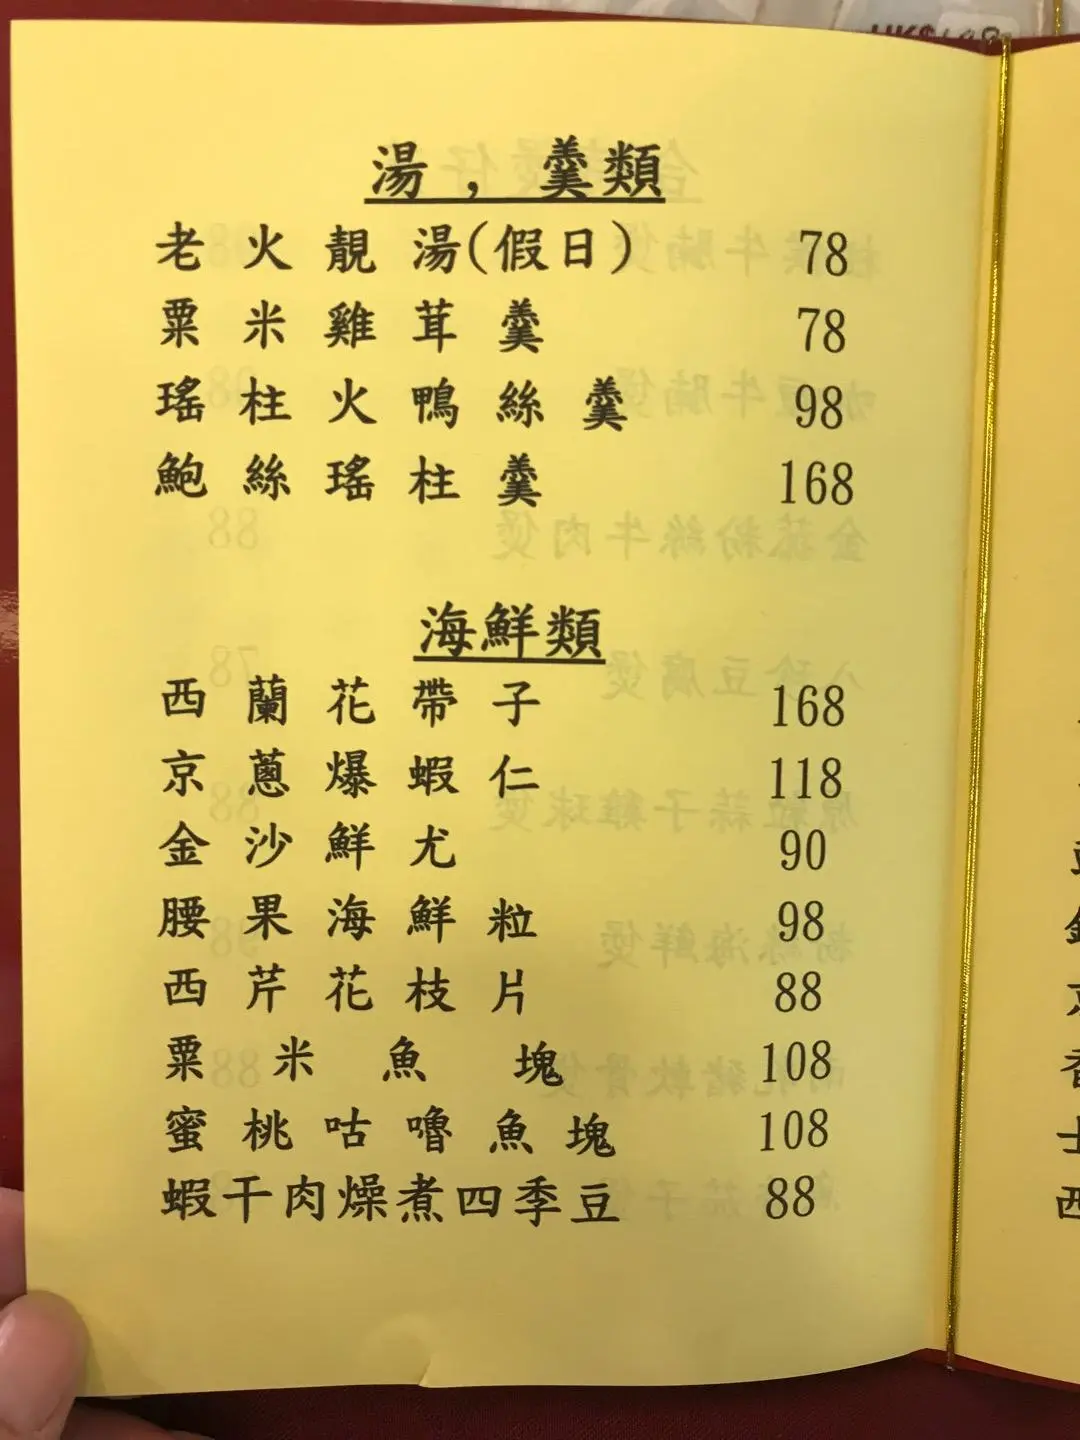 湯，羹類
老火靚湯(假日) 78
粟米雞茸羹 78
瑤柱火鴨絲羹 98
鮑絲瑤柱羹 168
海鮮類
西蘭花帶子 168
京蔥爆蝦仁 118
金沙鮮尤 90
腰果海鮮粒 98
西芹花枝片 88
粟米魚塊 108
蜜桃咕嚕魚塊 108
蝦干肉燥煮四季豆 88